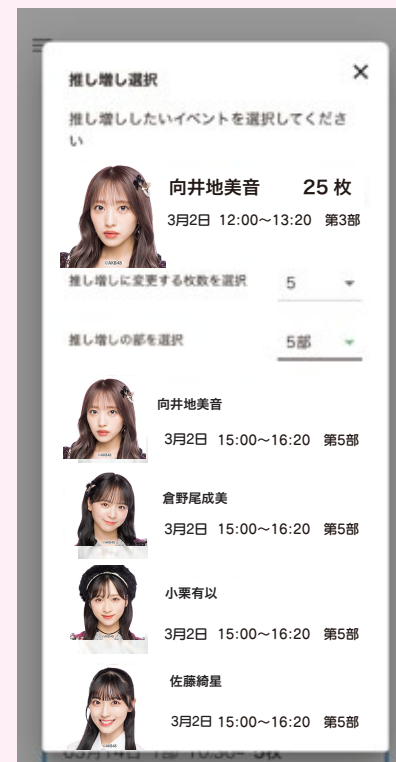 推し増し選択
×
推し増ししたいイベントを選択してくださ
い
向井地美音 25 枚
3月2日 12:00〜13:20 第3部
©AKB48
推し増しに変更する枚数を選択 5
推し増しの部を選択 5部
向井地美音
3月2日 15:00〜16:20 第5部
倉野尾成美
3月2日 15:00〜16:20 第5部
小栗有以
3月2日 15:00〜16:20 第5部
佐藤綺星
3月2日 15:00〜16:20 第5部
©AKB48